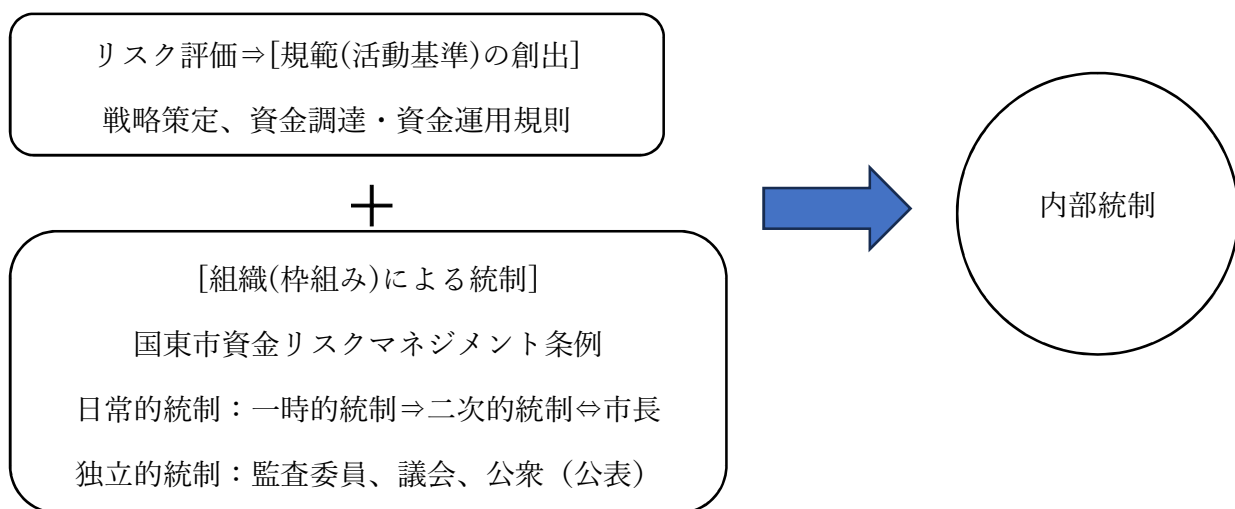 リスク評価⇒[規範(活動基準)の創出]
戦略策定、資金調達・資金運用規則
＋
[組織(枠組み)による統制]
国東市資金リスクマネジメント条例
日常的統制：一時的統制⇒二次的統制⇔市長
独立的統制：監査委員、議会、公衆（公表）
内部統制